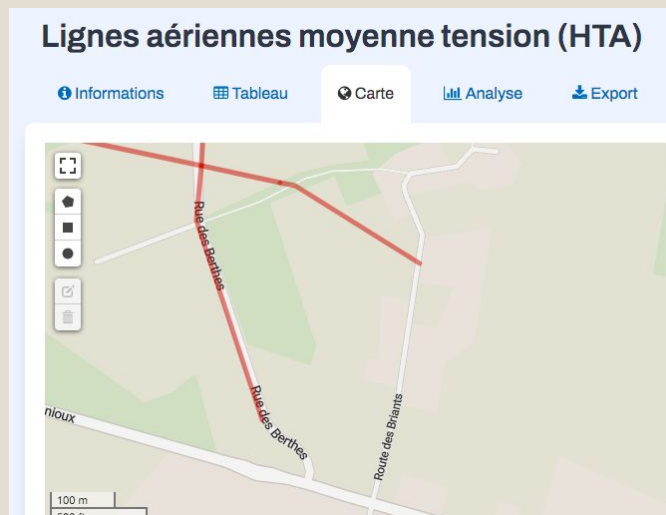 Lignes aériennes moyenne tension (HTA)
Informations
Tableau
Carte
Analyse
Export
Rue des Berthes
Rue des Berthes
Route des Briants
nioux
100 m